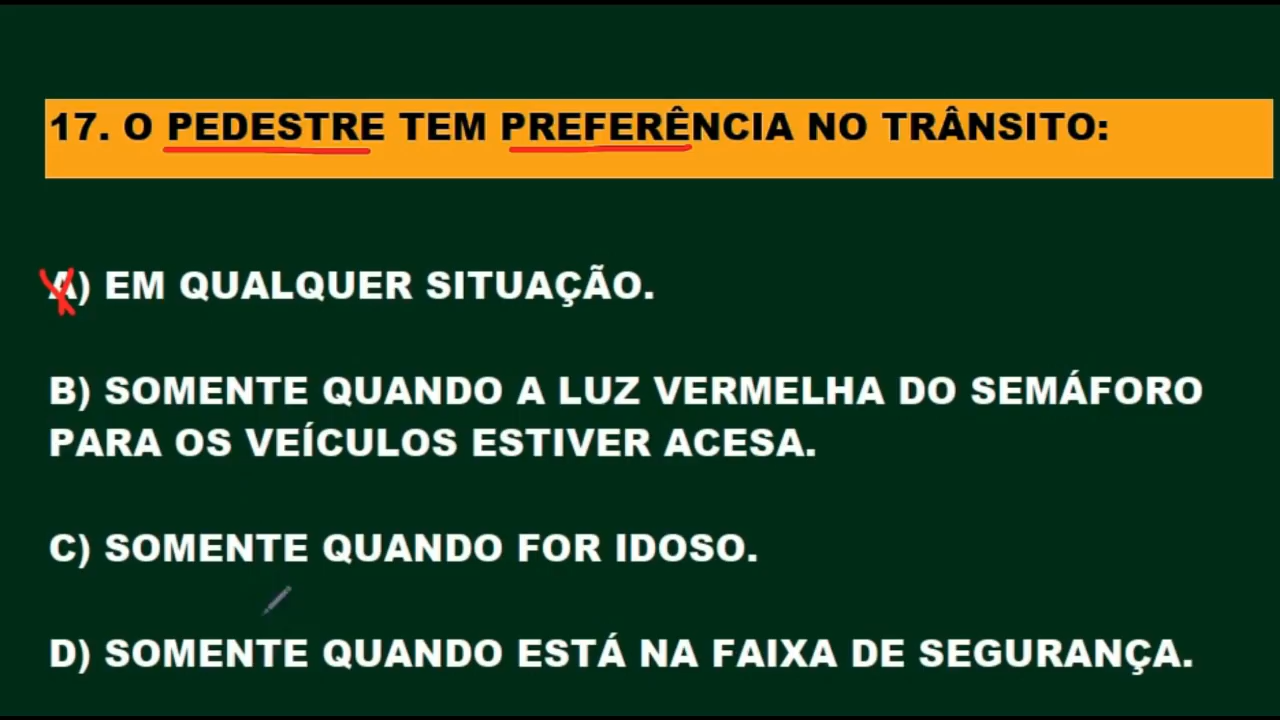 17. O PEDESTRE TEM PREFERÊNCIA NO TRÂNSITO:
A) EM QUALQUER SITUAÇÃO.
B) SOMENTE QUANDO A LUZ VERMELHA DO SEMÁFORO
PARA OS VEÍCULOS ESTIVER ACESA.
C) SOMENTE QUANDO FOR IDOSO.
D) SOMENTE QUANDO ESTÁ NA FAIXA DE SEGURANÇA.